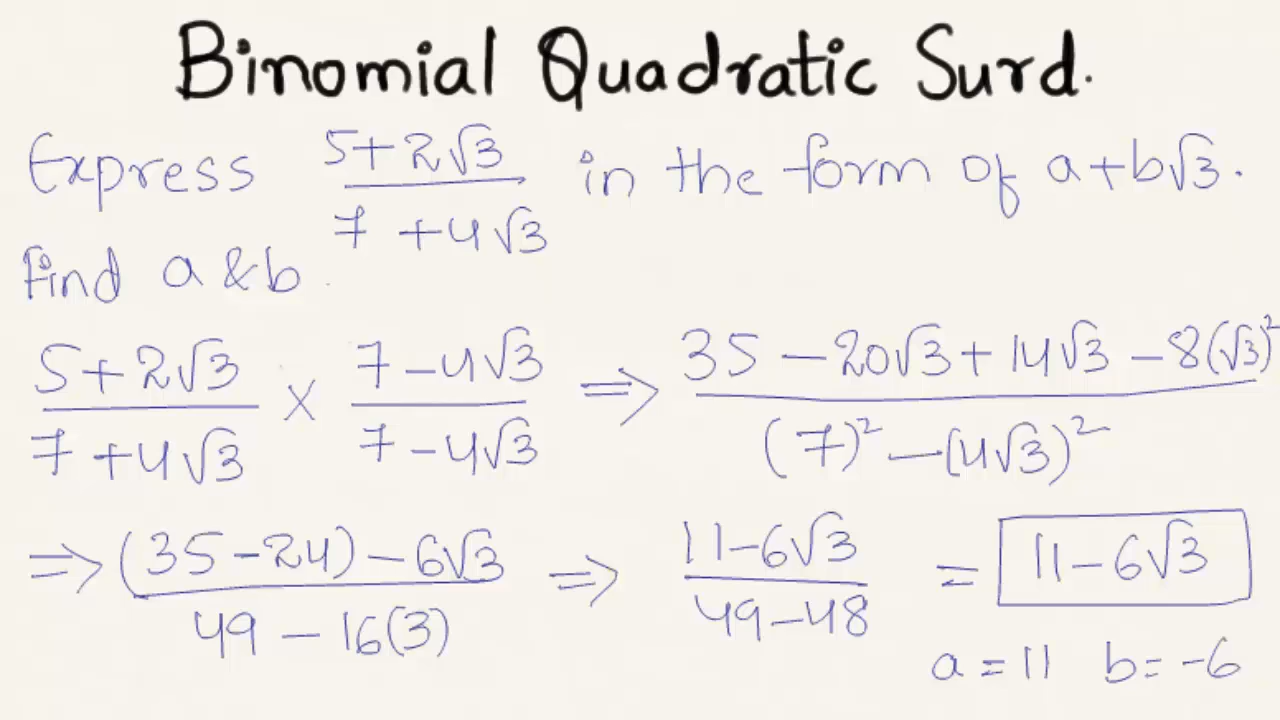 Binomial Quadratic Surd.
Express (5+2√3)/(7+4√3) in the form of a+b√3.
Find a & b.
(5+2√3)/(7+4√3) × (7-4√3)/(7-4√3) ⇒ (35-20√3+14√3-8(√3)²)/((7)²-(4√3)²)
⇒ ((35-24)-6√3)/(49-16(3)) ⇒ (11-6√3)/(49-48) = 11-6√3
a=11 b=-6